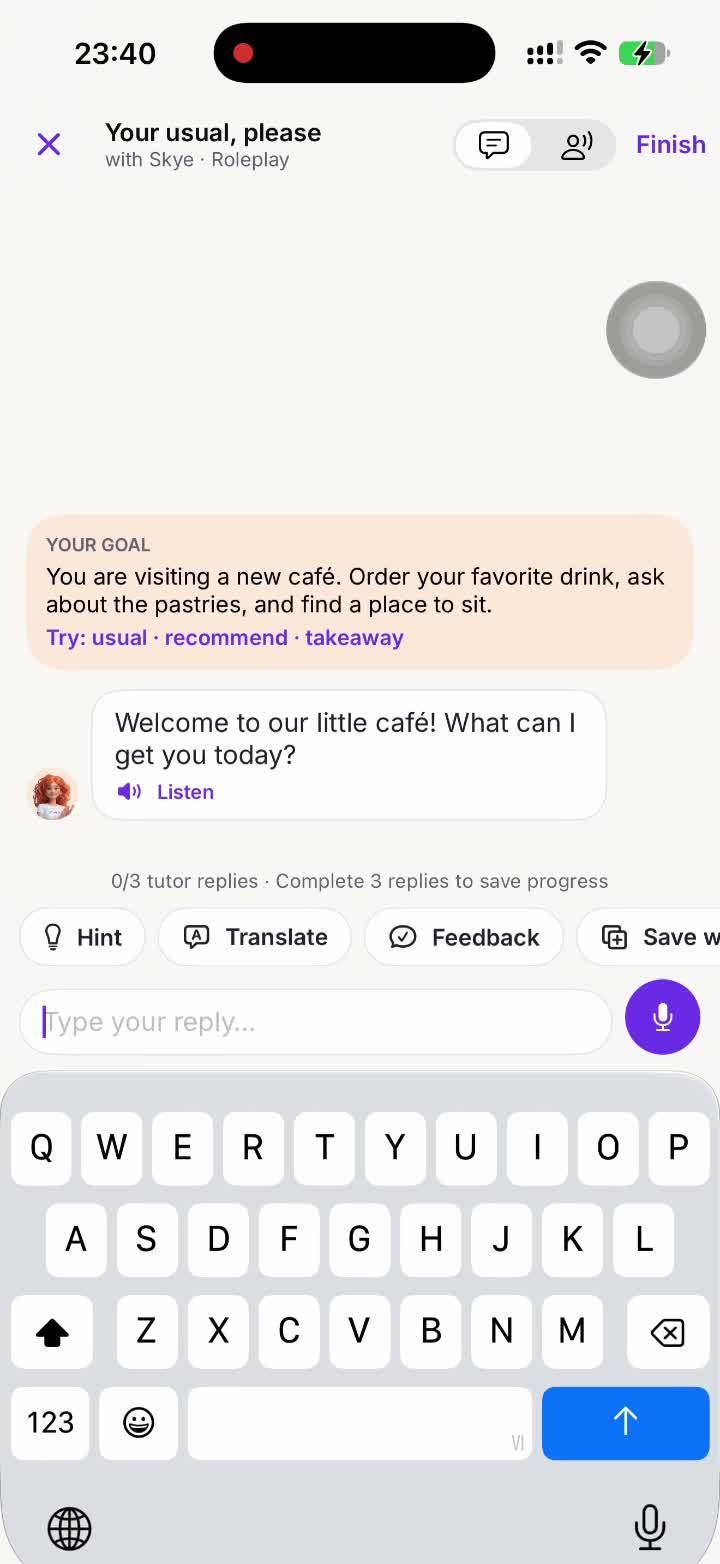 23:40
Your usual, please
with Skye · Roleplay
Finish
YOUR GOAL
You are visiting a new café. Order your favorite drink, ask
about the pastries, and find a place to sit.
Try: usual · recommend · takeaway
Welcome to our little café! What can I
get you today?
Listen
0/3 tutor replies · Complete 3 replies to save progress
Hint
Translate
Feedback
Save w
Type your reply...
Q W E R T Y U I O P
A S D F G H J K L
Z X C V B N M
123
VI